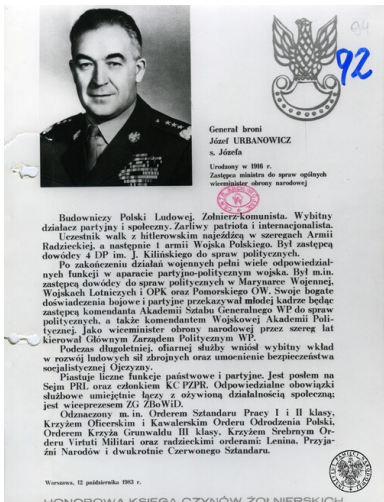 94
92
Generał broni
Józef URBANOWICZ
s. Józefa
Urodzony w 1916 r.
Zastępca ministra do spraw ogólnych
wiceminister obrony narodowej
Budowniczy Polski Ludowej. Żołnierz-komunista. Wybitny
działacz partyjny i społeczny. Żarliwy patriota i internacjonalista.
Uczestnik walk z hitlerowskim najeźdźcą w szeregach Armii
Radzieckiej, a następnie 1 armii Wojska Polskiego. Był zastępcą
dowódcy 4 DP im. J. Kilińskiego do spraw politycznych.
Po zakończeniu działań wojennych pełni wiele odpowiedzial-
nych funkcji w aparacie partyjno-politycznym wojska. Był m.in.
zastępcą dowódcy do spraw politycznych w Marynarce Wojennej,
Wojskach Lotniczych i OPK oraz Pomorskiego OW. Swoje bogate
doświadczenia bojowe i partyjne przekazywał młodej kadrze będąc
zastępcą komendanta Akademii Sztabu Generalnego WP do spraw
politycznych, a także komendantem Wojskowej Akademii Poli-
tycznej. Jako wiceminister obrony narodowej przez szereg lat
kierował Głównym Zarządem Politycznym WP.
Podczas długoletniej, ofiarnej służby wniósł wybitny wkład
w rozwój ludowych sił zbrojnych oraz umocnienie bezpieczeństwa
socjalistycznej Ojczyzny.
Piastuje liczne funkcje państwowe i partyjne. Jest posłem na
Sejm PRL oraz członkiem KC PZPR. Odpowiedzialne obowiązki
służbowe umiejętnie łączy z ożywioną działalnością społeczną;
jest wiceprezesem ZG ZBoWiD.
Odznaczony m. in. Orderem Sztandaru Pracy I i II klasy,
Krzyżem Oficerskim i Kawalerskim Orderu Odrodzenia Polski,
Orderem Krzyża Grunwaldu III klasy, Krzyżem Srebrnym Or-
deru Virtuti Militari oraz radzieckimi orderami: Lenina, Przyja-
źni Narodów i dwukrotnie Czerwonego Sztandaru.
Warszawa, 12 października 1983 r.
HONOROWA KSIĘGA CZYNÓW ŻOŁNIERSKICH